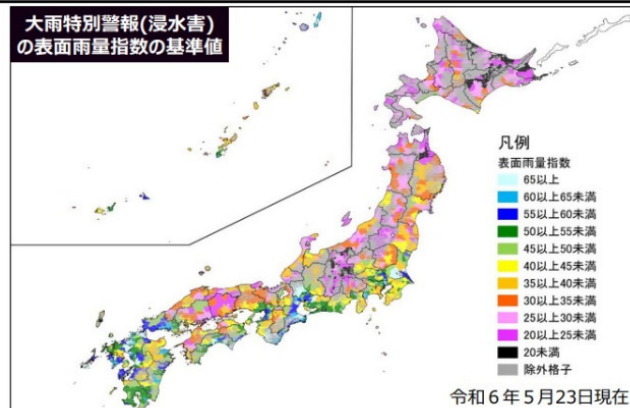 大雨特別警報(浸水害)
の表面雨量指数の基準値
凡例
表面雨量指数
65以上
60以上65未満
55以上60未満
50以上55未満
45以上50未満
40以上45未満
35以上40未満
30以上35未満
25以上30未満
20以上25未満
20未満
除外格子
令和6年5月23日現在